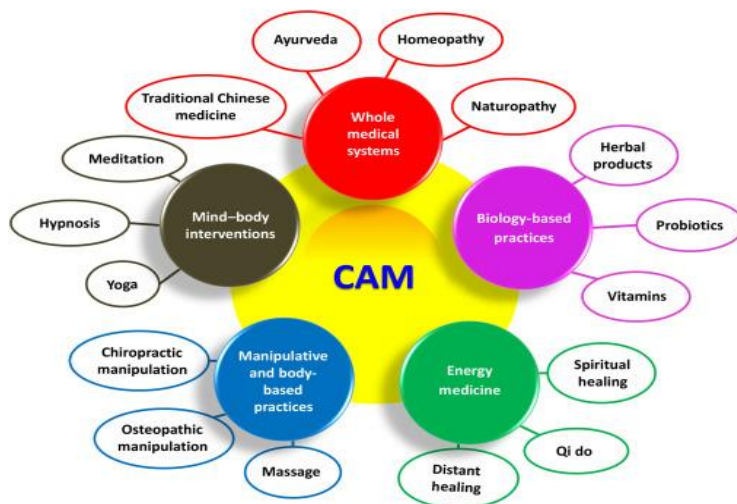 Ayurveda
Homeopathy
Traditional Chinese
medicine
Whole
medical
systems
Naturopathy
Meditation
Hypnosis
Yoga
Mind–body
interventions
Herbal
products
Probiotics
Vitamins
Biology-based
practices
CAM
Chiropractic
manipulation
Osteopathic
manipulation
Massage
Manipulative
and body-
based
practices
Energy
medicine
Spiritual
healing
Qi do
Distant
healing